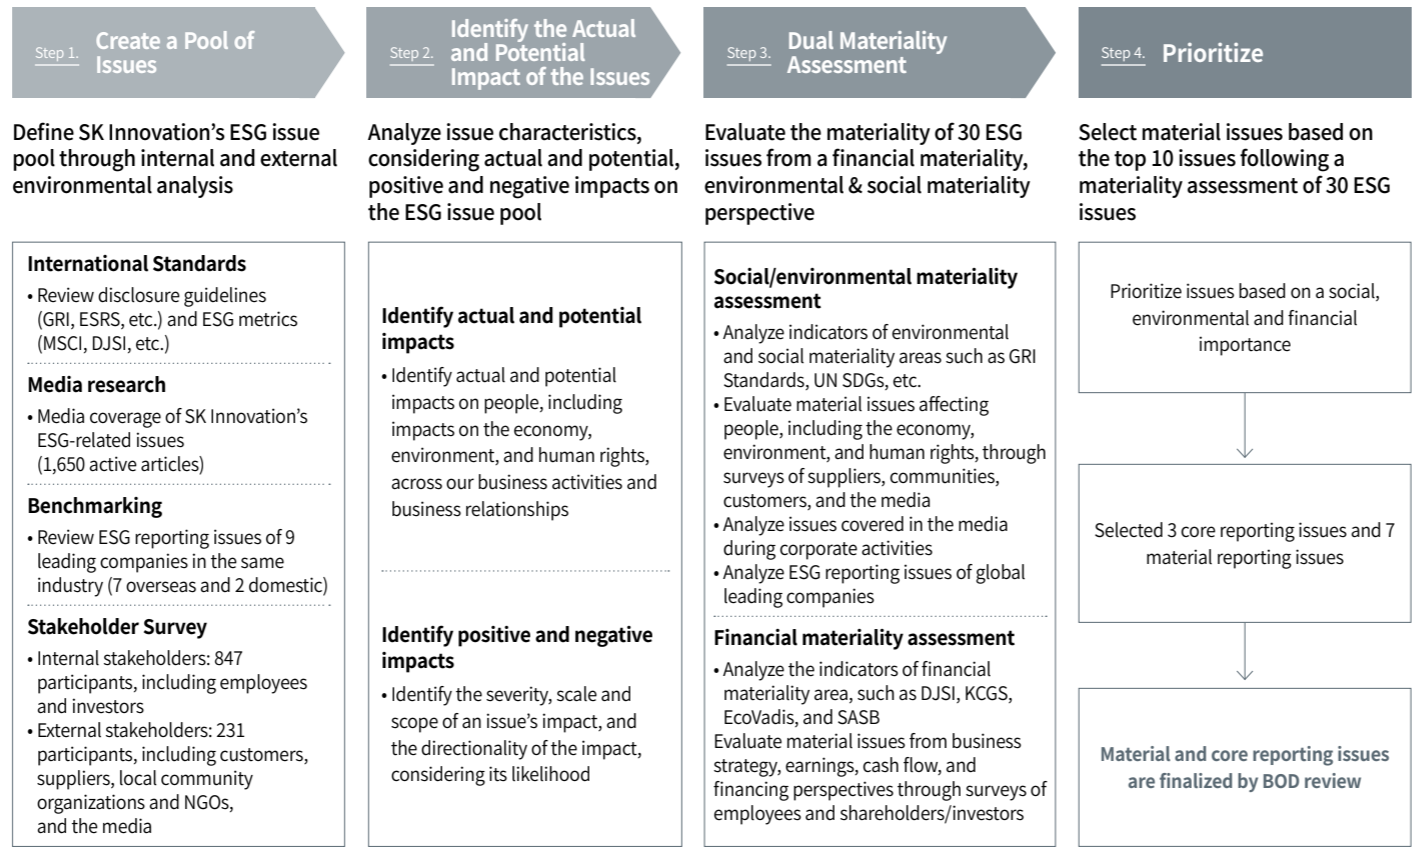 Step 1.
Create a Pool of
Issues
Define SK Innovation’s ESG issue
pool through internal and external
environmental analysis
International Standards
• Review disclosure guidelines
(GRI, ESRS, etc.) and ESG metrics
(MSCI, DJSI, etc.)
Media research
• Media coverage of SK Innovation’s
ESG-related issues
(1,650 active articles)
Benchmarking
• Review ESG reporting issues of 9
leading companies in the same
industry (7 overseas and 2 domestic)
Stakeholder Survey
• Internal stakeholders: 847
participants, including employees
and investors
• External stakeholders: 231
participants, including customers,
suppliers, local community
organizations and NGOs,
and the media
Step 2.
Identify the Actual
and Potential
Impact of the Issues
Analyze issue characteristics,
considering actual and potential,
positive and negative impacts on
the ESG issue pool
Identify actual and potential
impacts
• Identify actual and potential
impacts on people, including
impacts on the economy,
environment, and human rights,
across our business activities and
business relationships
Identify positive and negative
impacts
• Identify the severity, scale and
scope of an issue’s impact, and
the directionality of the impact,
considering its likelihood
Step 3.
Dual Materiality
Assessment
Evaluate the materiality of 30 ESG
issues from a financial materiality,
environmental & social materiality
perspective
Social/environmental materiality
assessment
• Analyze indicators of environmental
and social materiality areas such as GRI
Standards, UN SDGs, etc.
• Evaluate material issues affecting
people, including the economy,
environment, and human rights, through
surveys of suppliers, communities,
customers, and the media
• Analyze issues covered in the media
during corporate activities
• Analyze ESG reporting issues of global
leading companies
Financial materiality assessment
• Analyze the indicators of financial
materiality area, such as DJSI, KCGS,
EcoVadis, and SASB
Evaluate material issues from business
strategy, earnings, cash flow, and
financing perspectives through surveys of
employees and shareholders/investors
Step 4.
Prioritize
Select material issues based on
the top 10 issues following a
materiality assessment of 30 ESG
issues
Prioritize issues based on a social,
environmental and financial
importance
Selected 3 core reporting issues and 7
material reporting issues
Material and core reporting issues
are finalized by BOD review